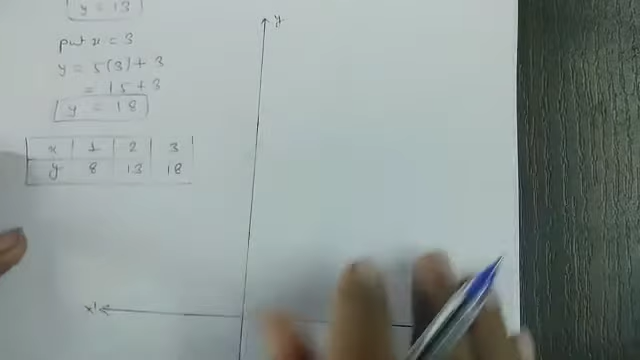 y = 13
put x = 3
y = 5(3) + 3
= 15 + 3
y = 18
x 1 2 3
y 8 13 18
y
x'